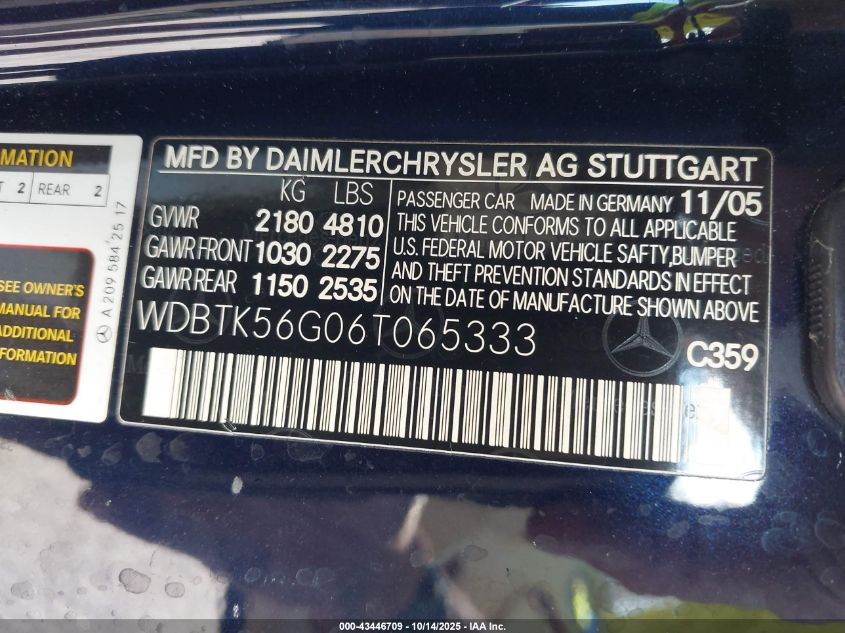 MATION
T 2 REAR 2
SEE OWNER'S
MANUAL FOR
ADDITIONAL
FORMATION
A 209 584 25 17
MFD BY DAIMLERCHRYSLER AG STUTTGART
KG LBS
GVWR 2180 4810
GAWR FRONT 1030 2275
GAWR REAR 1150 2535
PASSENGER CAR MADE IN GERMANY 11/05
THIS VEHICLE CONFORMS TO ALL APPLICABLE
U.S. FEDERAL MOTOR VEHICLE SAFTY,BUMPER
AND THEFT PREVENTION STANDARDS IN EFFECT
ON THE DATE OF MANUFACTURE SHOWN ABOVE
WDBTK56G06T065333
C359
000-43446709 - 10/14/2025 - IAA Inc.